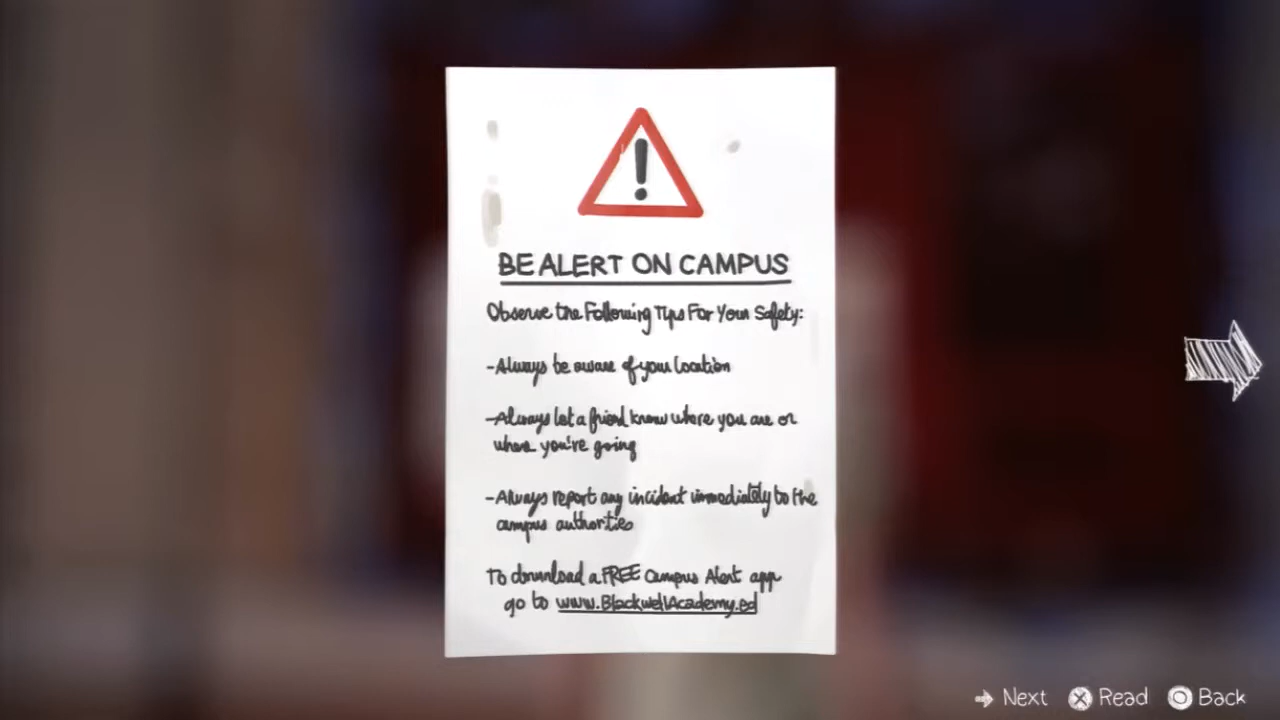 BE ALERT ON CAMPUS
Observe the Following Tips For Your Safety:
-Always be aware of your location
-Always let a friend know where you are or
where you're going
-Always report any incident immediately to the
campus authorities
To download a FREE Campus Alert app
go to www.BlackwellAcademy.ed
Next Read Back